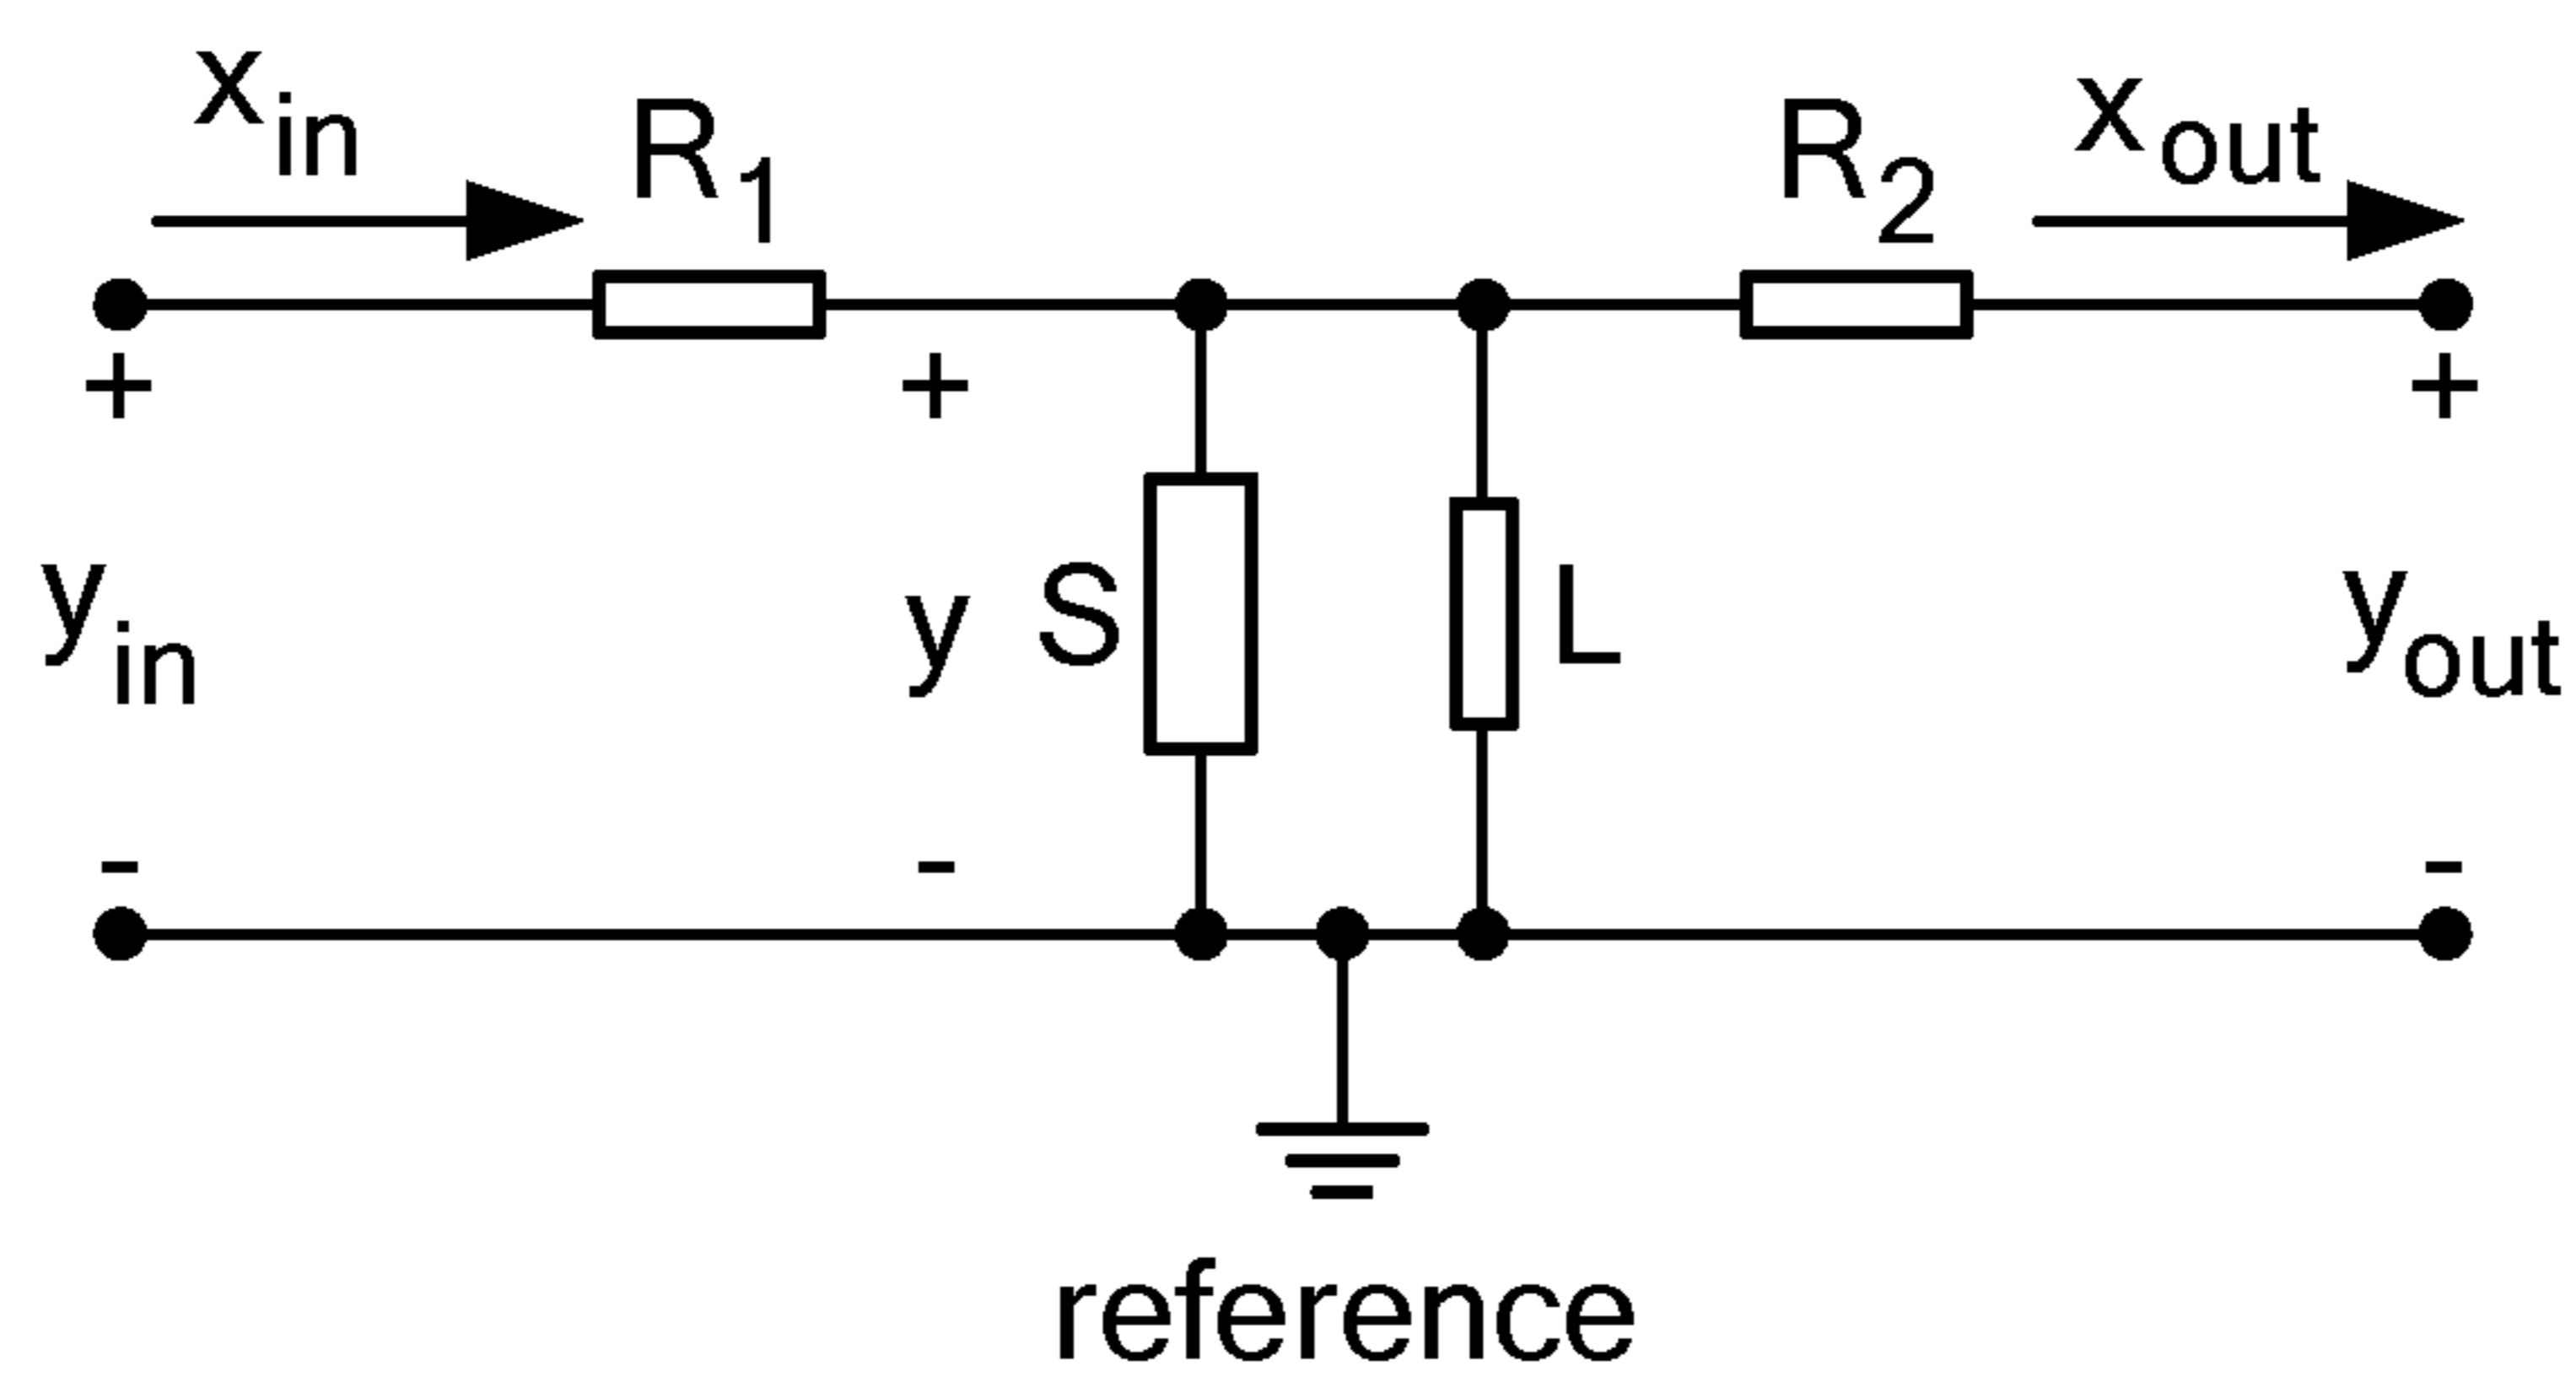 x_in R_1 R_2 x_out
+ + +
y_in y S L y_out
- - -
reference